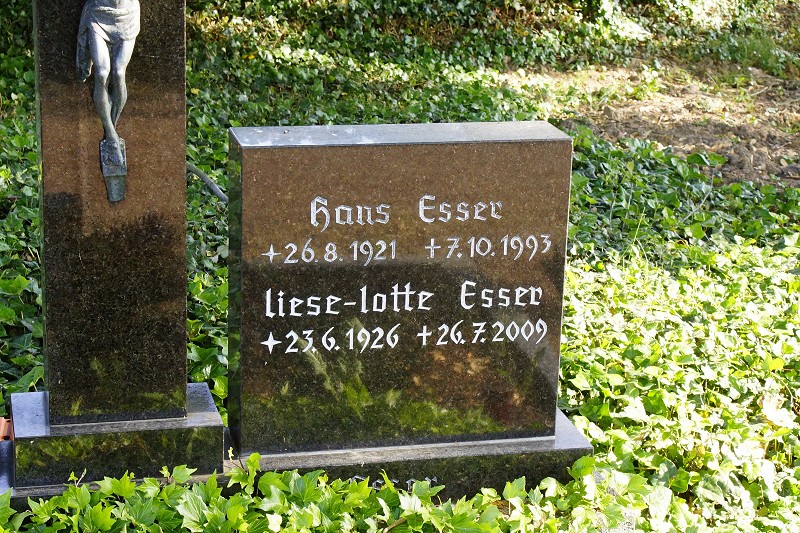 Hans Esser
✦26.8.1921 ✝7.10.1993
Liese-Lotte Esser
✦23.6.1926 ✝26.7.2009